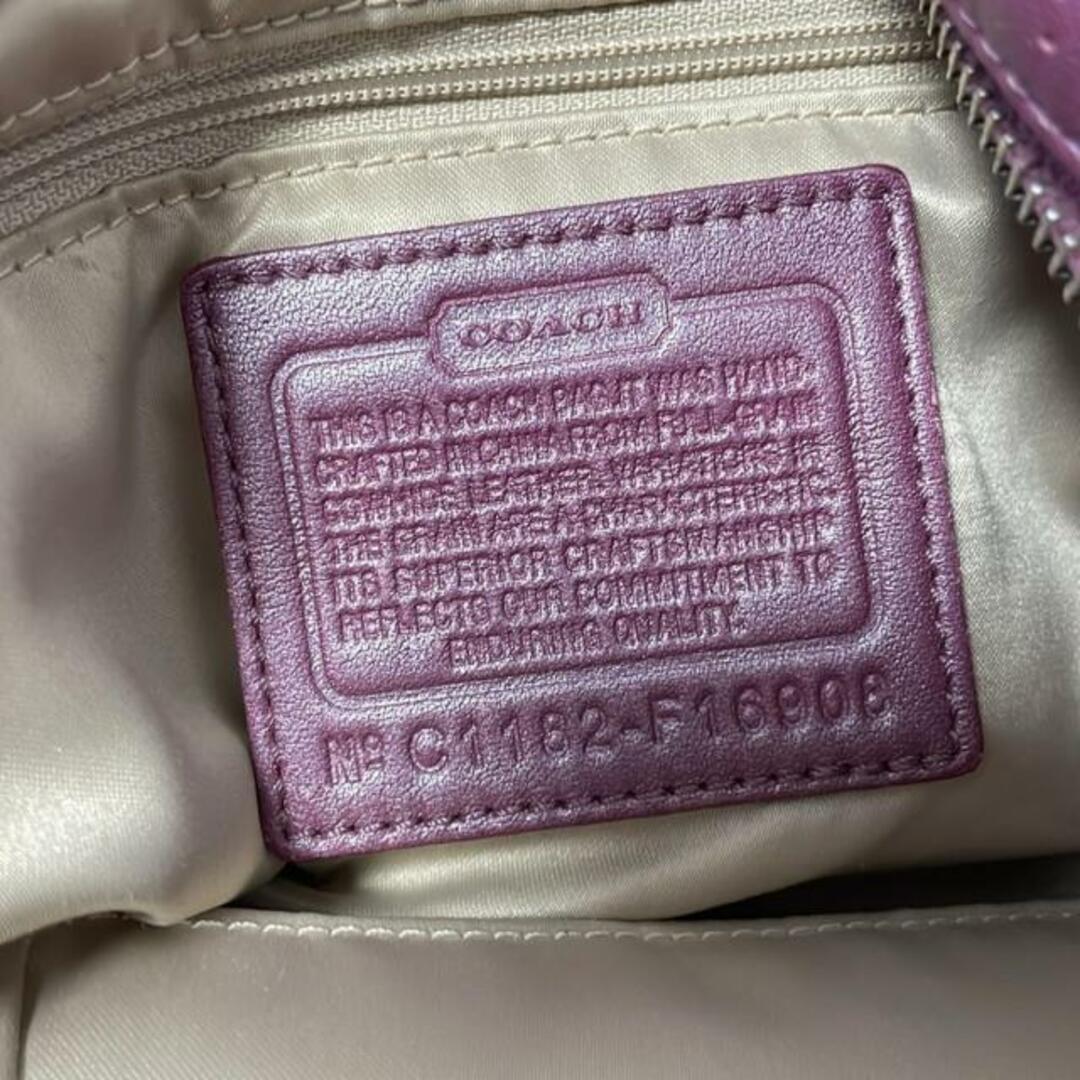 COACH
THIS IS A COACH BAG.IT WAS HAND-
CRAFTED IN CHINA FROM FULL-GRAIN
COWHIDE LEATHER. VARIATIONS IN
THE GRAIN ARE A CHARACTERISTIC.
ITS SUPERIOR CRAFTSMANSHIP
REFLECTS OUR COMMITMENT TO
ENDURING QUALITY.
Nº C1182-F16908